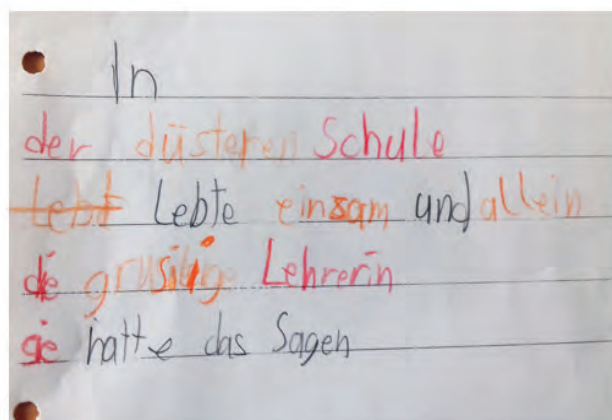 In
der düsteren Schule
Lebt Lebte einsam und allein
die grusilige Lehrerin
sie hatte das Sagen